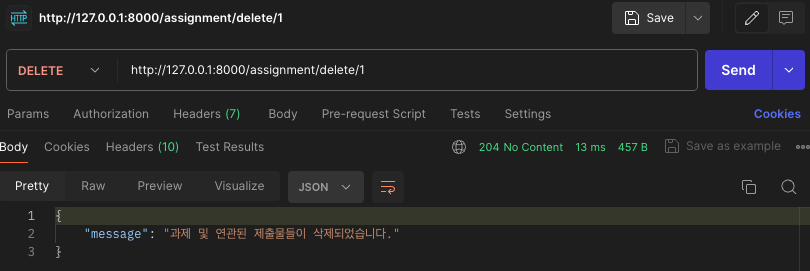 HTTP http://127.0.0.1:8000/assignment/delete/1 Save
DELETE http://127.0.0.1:8000/assignment/delete/1 Send
Params Authorization Headers (7) Body Pre-request Script Tests Settings Cookies
Body Cookies Headers (10) Test Results 204 No Content 13 ms 457 B Save as example
Pretty Raw Preview Visualize JSON
1 {
2 "message": "과제 및 연관된 제출물들이 삭제되었습니다."
3 }